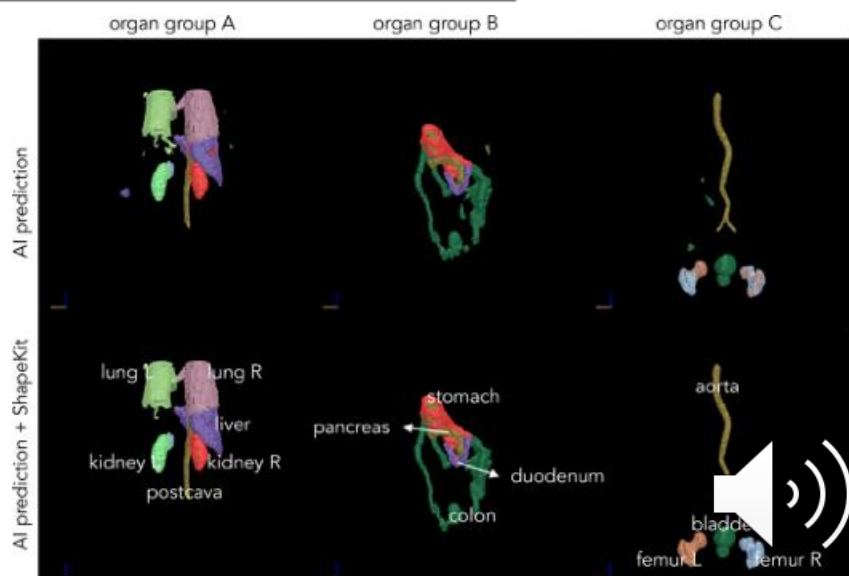 organ group A
organ group B
organ group C
AI prediction
AI prediction + ShapeKit
lung L
lung R
liver
kidney
kidney R
postcava
stomach
pancreas
duodenum
colon
aorta
bladde
femur L
femur R